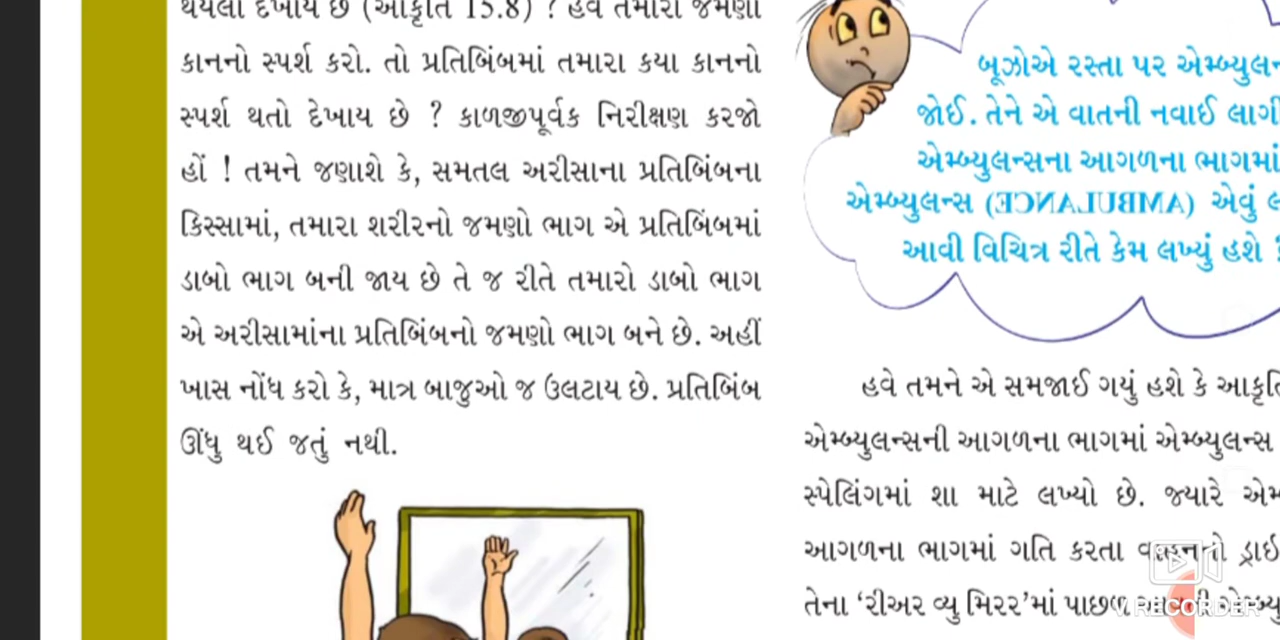 થયેલો દેખાય છે (આકૃતિ 15.8) ? હવે તમારા જમણા
કાનનો સ્પર્શ કરો. તો પ્રતિબિંબમાં તમારા કયા કાનનો
સ્પર્શ થતો દેખાય છે ? કાળજીપૂર્વક નિરીક્ષણ કરજો
હોં ! તમને જણાશે કે, સમતલ અરીસાના પ્રતિબિંબના
કિસ્સામાં, તમારા શરીરનો જમણો ભાગ એ પ્રતિબિંબમાં
ડાબો ભાગ બની જાય છે તે જ રીતે તમારો ડાબો ભાગ
એ અરીસામાંના પ્રતિબિંબનો જમણો ભાગ બને છે. અહીં
ખાસ નોંધ કરો કે, માત્ર બાજુઓ જ ઉલટાય છે. પ્રતિબિંબ
ઊંધુ થઈ જતું નથી.
બૂઝોએ રસ્તા પર એમ્બ્યુલન
જોઈ. તેને એ વાતની નવાઈ લાગી
એમ્બ્યુલન્સના આગળના ભાગમાં
એમ્બ્યુલન્સ (AMBULANCE) એવું
આવી વિચિત્ર રીતે કેમ લખ્યું હશે ?
હવે તમને એ સમજાઈ ગયું હશે કે આકૃતિ
એમ્બ્યુલન્સની આગળના ભાગમાં એમ્બ્યુલન્સ
સ્પેલિંગમાં શા માટે લખ્યો છે. જ્યારે એમ
આગળના ભાગમાં ગતિ કરતા વાહનનો ડ્રાઇ
તેના ‘રીઅર વ્યુ મિરર’માં પાછળ
V RECORDER